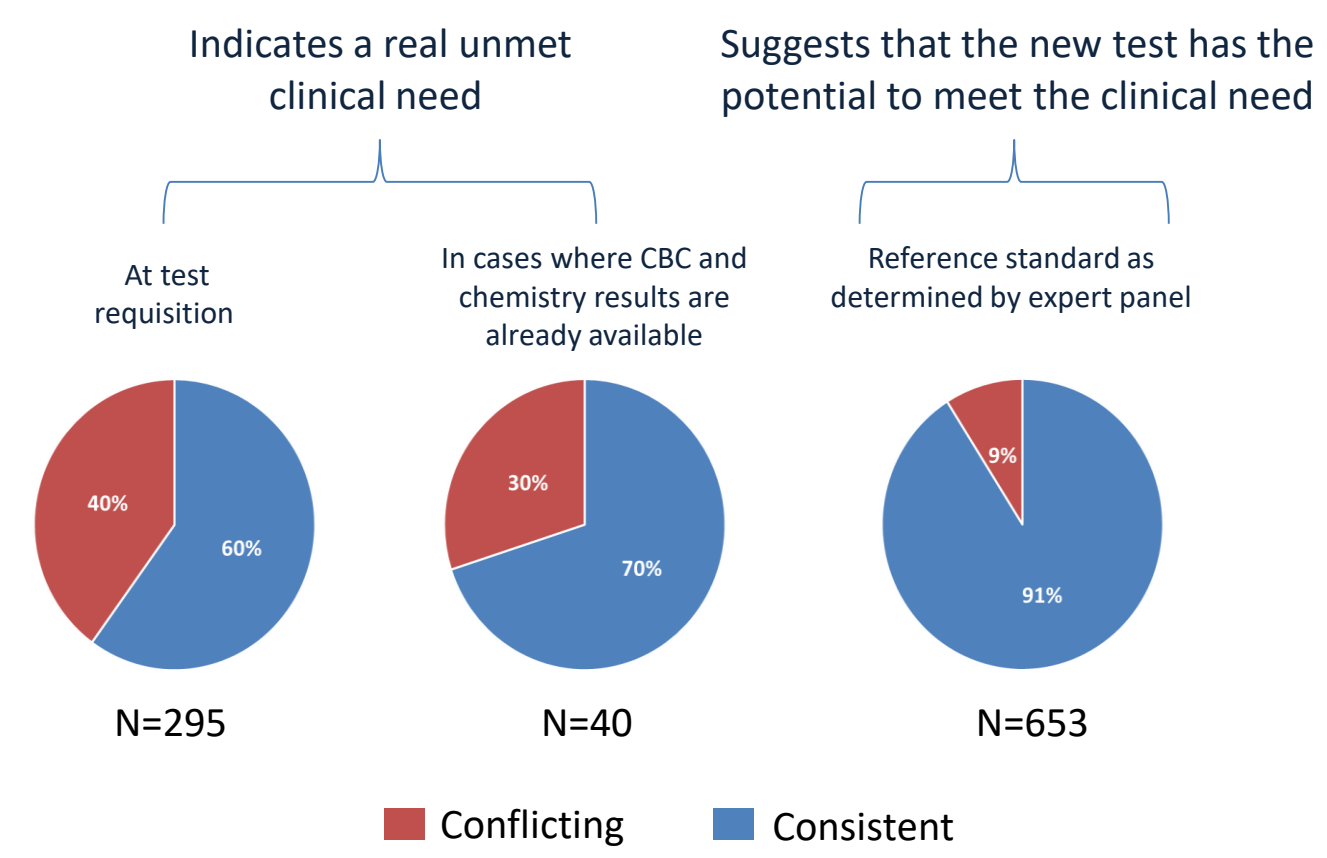 Indicates a real unmet
clinical need
Suggests that the new test has the
potential to meet the clinical need
At test
requisition
In cases where CBC and
chemistry results are
already available
Reference standard as
determined by expert panel
40%
60%
30%
70%
9%
91%
N=295
N=40
N=653
Conflicting
Consistent